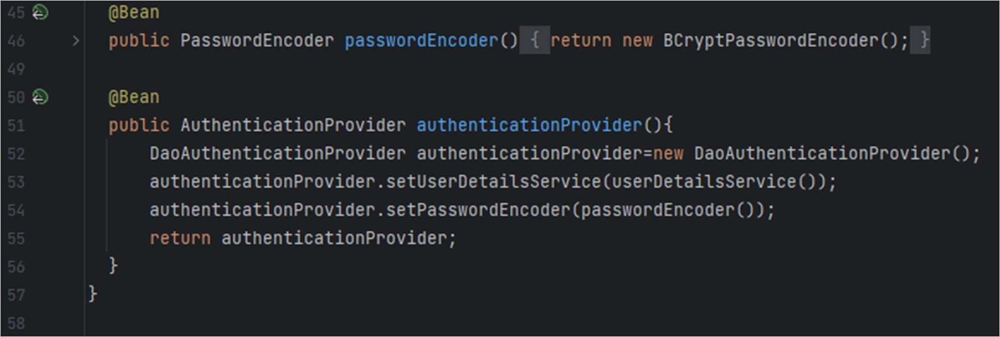 45 @Bean
46 public PasswordEncoder passwordEncoder() { return new BCryptPasswordEncoder(); }
49
50 @Bean
51 public AuthenticationProvider authenticationProvider(){
52 DaoAuthenticationProvider authenticationProvider=new DaoAuthenticationProvider();
53 authenticationProvider.setUserDetailsService(userDetailsService());
54 authenticationProvider.setPasswordEncoder(passwordEncoder());
55 return authenticationProvider;
56 }
57 }
58